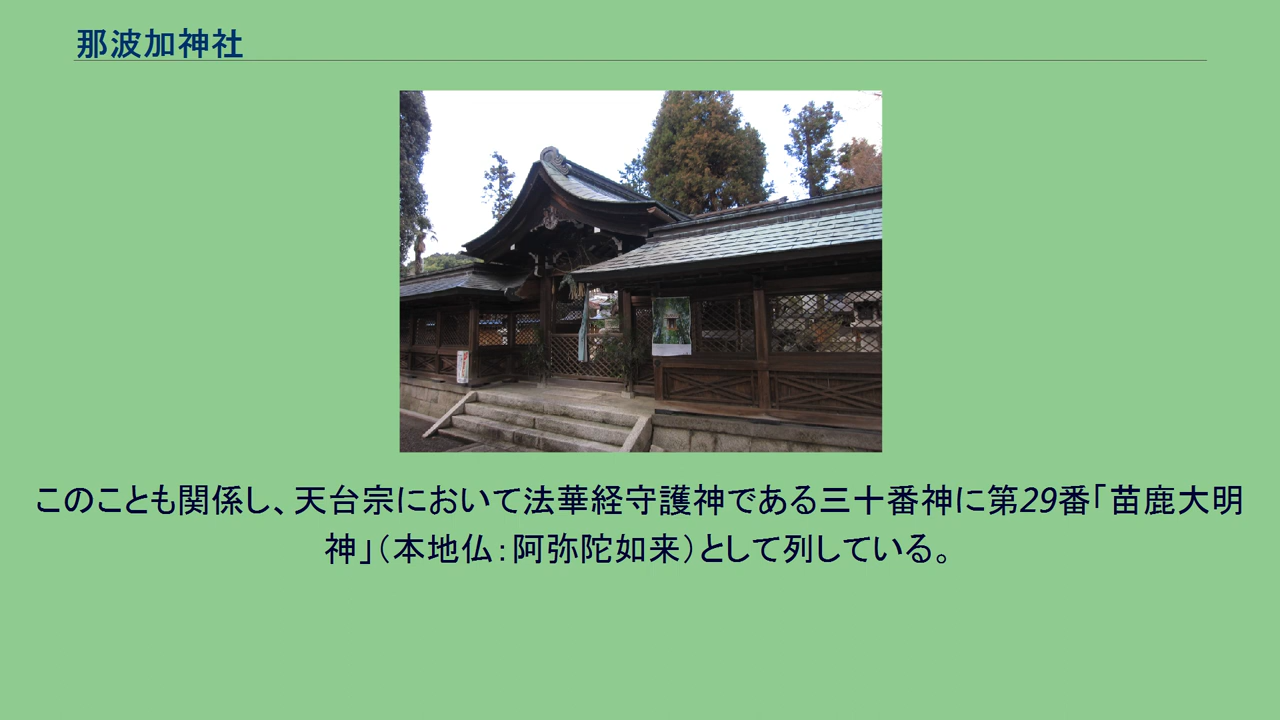 那波加神社
このことも関係し、天台宗において法華経守護神である三十番神に第29番「苗鹿大明
神」（本地仏：阿弥陀如来）として列している。